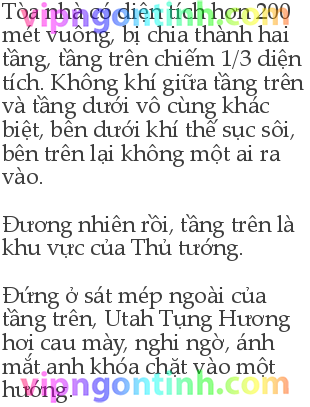 Tòa nhà có diện tích hơn 200
mét vuông, bị chia thành hai
tầng, tầng trên chiếm 1/3 diện
tích. Không khí giữa tầng trên
và tầng dưới vô cùng khác
biệt, bên dưới khí thế sục sôi,
bên trên lại không một ai ra
vào.
Đương nhiên rồi, tầng trên là
khu vực của Thủ tướng.
Đứng ở sát mép ngoài của
tầng trên, Utah Tụng Hương
hơi cau mày, nghi ngờ, ánh
mắt anh khóa chặt vào một
hướng.
vipngontinh.com
vipngontinh.com